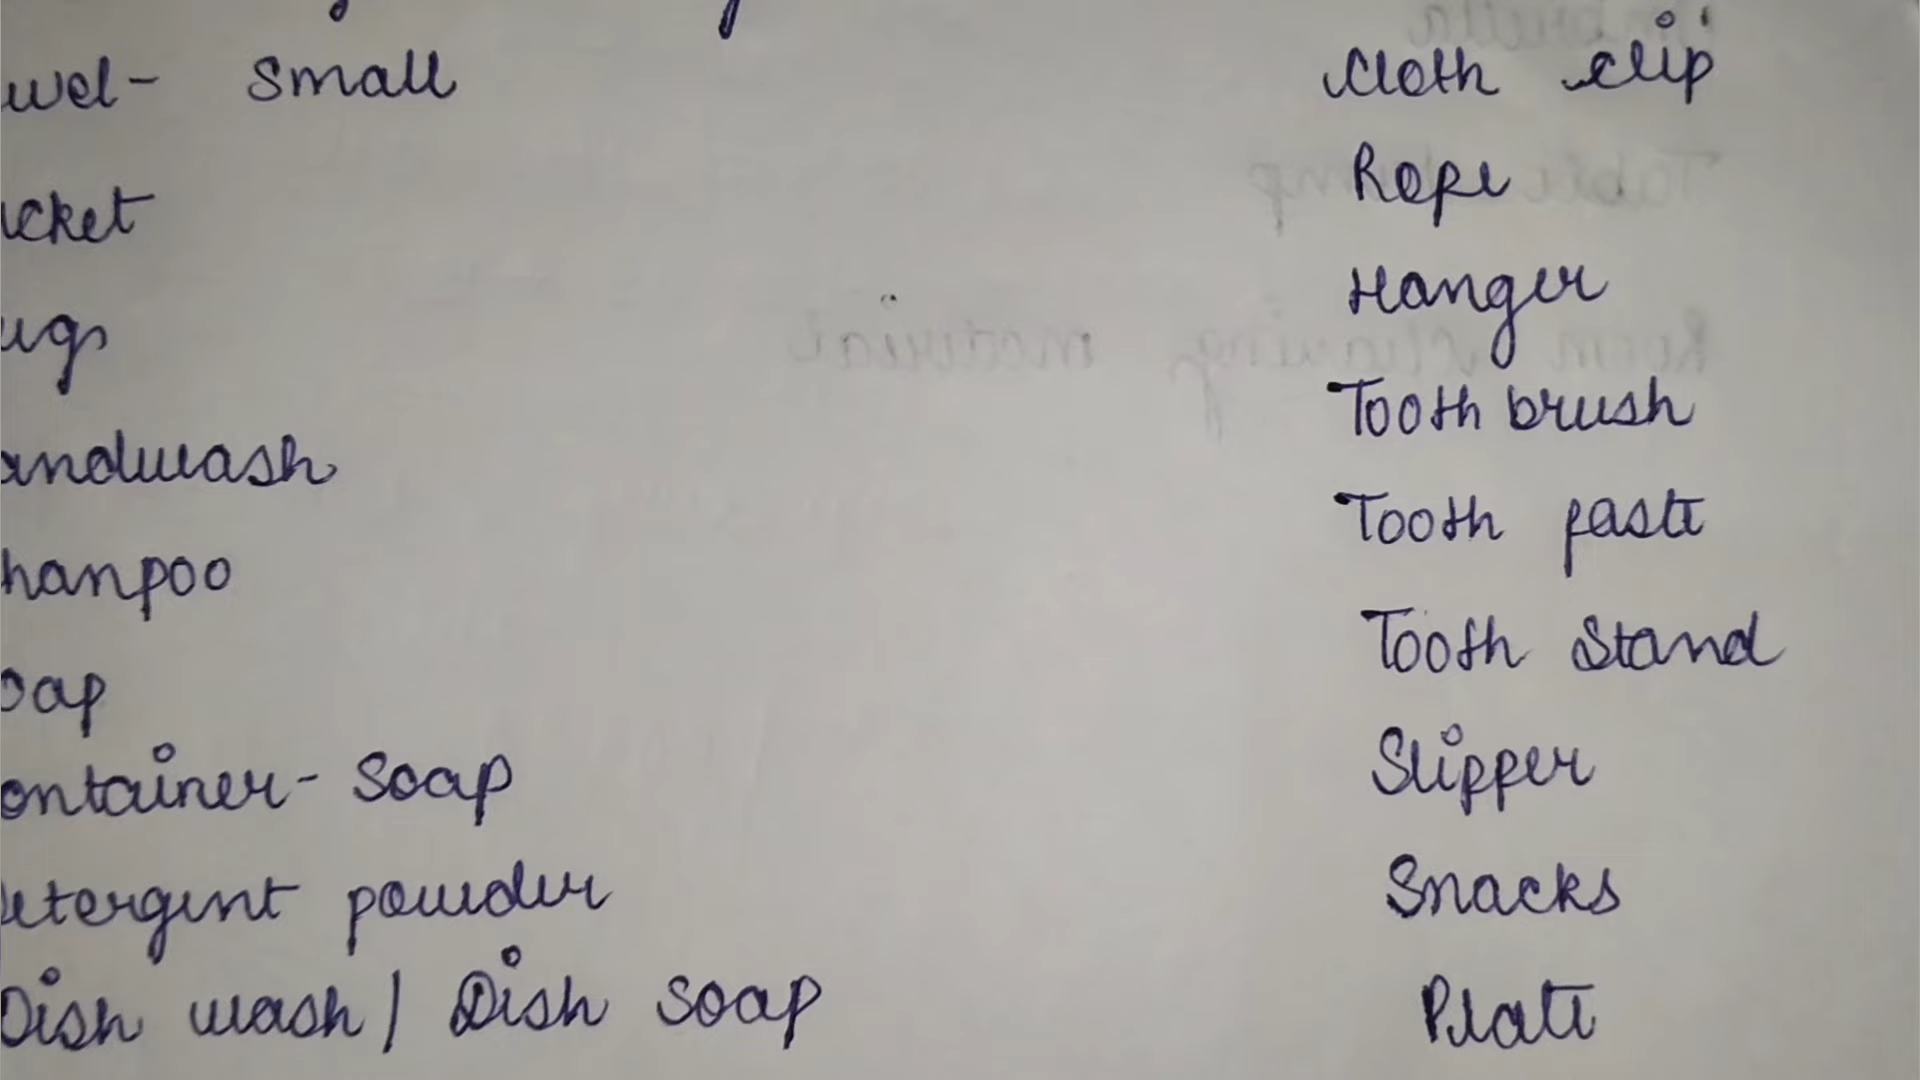 wel- small
cket
ugs
andwash
hanpoo
oap
ontainer- soap
etergent powder
Dish wash / Dish soap
Cloth clip
Rope
Hanger
Tooth brush
Tooth paste
Tooth stand
Slipper
Snacks
Plate